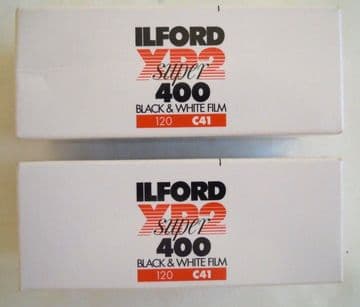 ILFORD
XP2
super
400
BLACK & WHITE FILM
120 C41
ILFORD
XP2
super
400
BLACK & WHITE FILM
120 C41